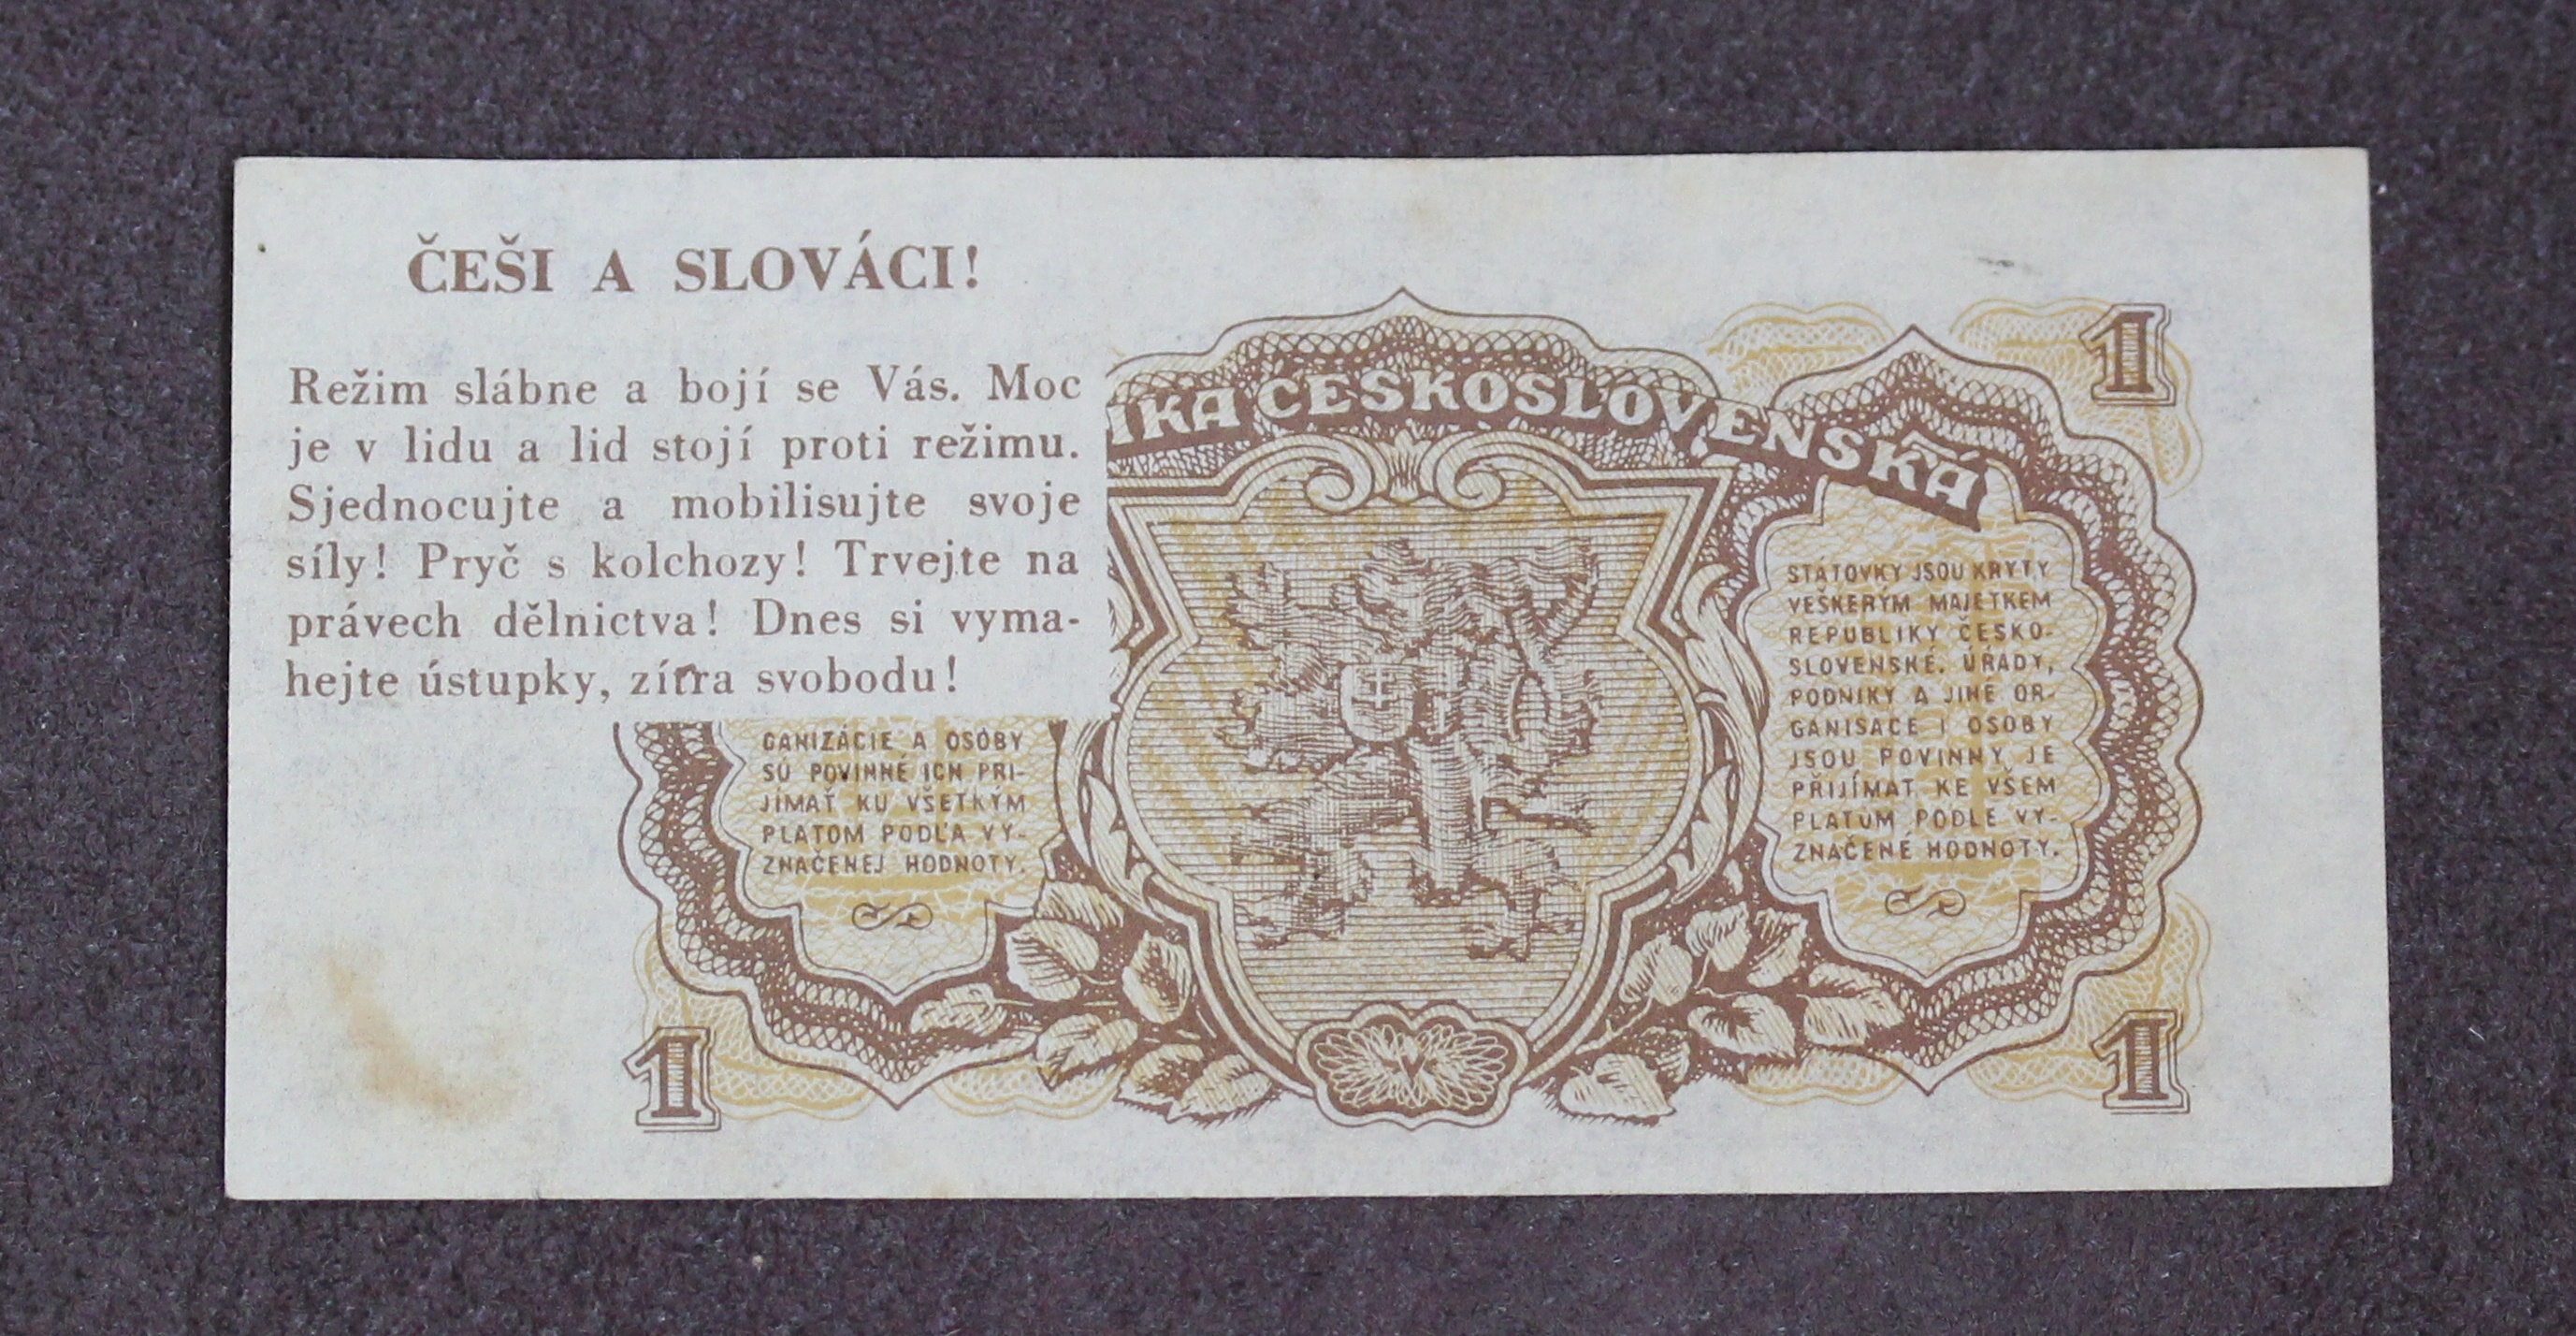 ČEŠI A SLOVÁCI!
Režim slábne a bojí se Vás. Moc
je v lidu a lid stojí proti režimu.
Sjednocujte a mobilisujte svoje
síly! Pryč s kolchozy! Trvejte na
právech dělnictva! Dnes si vyma-
hejte ústupky, zítra svobodu!
IKA ČESKOSLOVENSKÁ
1
GANIZÁCIE A OSOBY
SÚ POVINNÉ ICH PRI-
JÍMAŤ KU VŠETKÝM
PLATOM PODĽA VY-
ZNAČENEJ HODNOTY.
STÁTOVKY JSOU KRYTY
VEŠKERÝM MAJETKEM
REPUBLIKY ČESKO-
SLOVENSKÉ. ÚŘADY,
PODNIKY A JINÉ OR-
GANISACE I OSOBY
JSOU POVINNY JE
PŘIJÍMAT KE VŠEM
PLATŮM PODLE VY-
ZNAČENÉ HODNOTY.
1
1